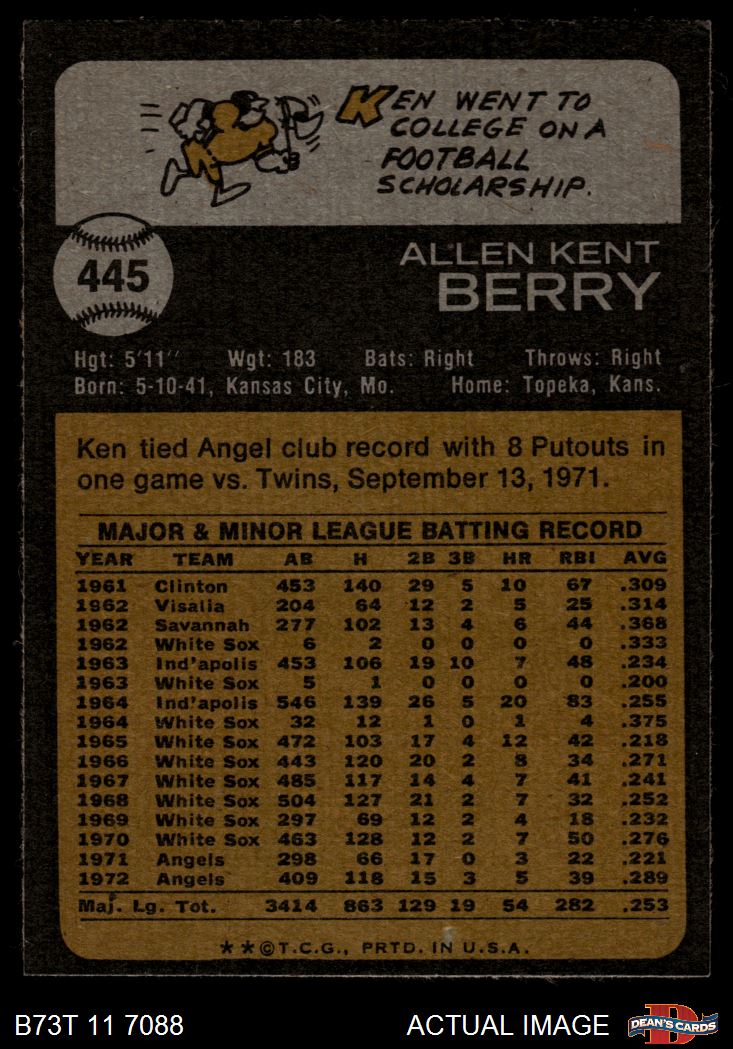 KEN WENT TO
COLLEGE ON A
FOOTBALL
SCHOLARSHIP.
445
ALLEN KENT
BERRY
Hgt: 5'11" Wgt: 183 Bats: Right Throws: Right
Born: 5-10-41, Kansas City, Mo. Home: Topeka, Kans.
Ken tied Angel club record with 8 Putouts in
one game vs. Twins, September 13, 1971.
MAJOR & MINOR LEAGUE BATTING RECORD
YEAR TEAM AB H 2B 3B HR RBI AVG
1961 Clinton 453 140 29 5 10 67 .309
1962 Visalia 204 64 12 2 5 25 .314
1962 Savannah 277 102 13 4 6 44 .368
1962 White Sox 6 2 0 0 0 0 .333
1963 Ind'apolis 453 106 19 10 7 48 .234
1963 White Sox 5 1 0 0 0 0 .200
1964 Ind'apolis 546 139 26 5 20 83 .255
1964 White Sox 32 12 1 0 1 4 .375
1965 White Sox 472 103 17 4 12 42 .218
1966 White Sox 443 120 20 2 8 34 .271
1967 White Sox 485 117 14 4 7 41 .241
1968 White Sox 504 127 21 2 7 32 .252
1969 White Sox 297 69 12 2 4 18 .232
1970 White Sox 463 128 12 2 7 50 .276
1971 Angels 298 66 17 0 3 22 .221
1972 Angels 409 118 15 3 5 39 .289
Maj. Lg. Tot. 3414 863 129 19 54 282 .253
**©T.C.G., PRTD. IN U.S.A.
B73T 11 7088 ACTUAL IMAGE DEAN'S CARDS